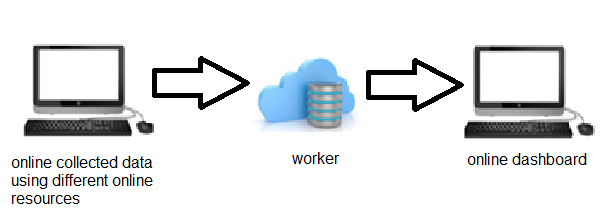 online collected data
using different online
resources
worker
online dashboard